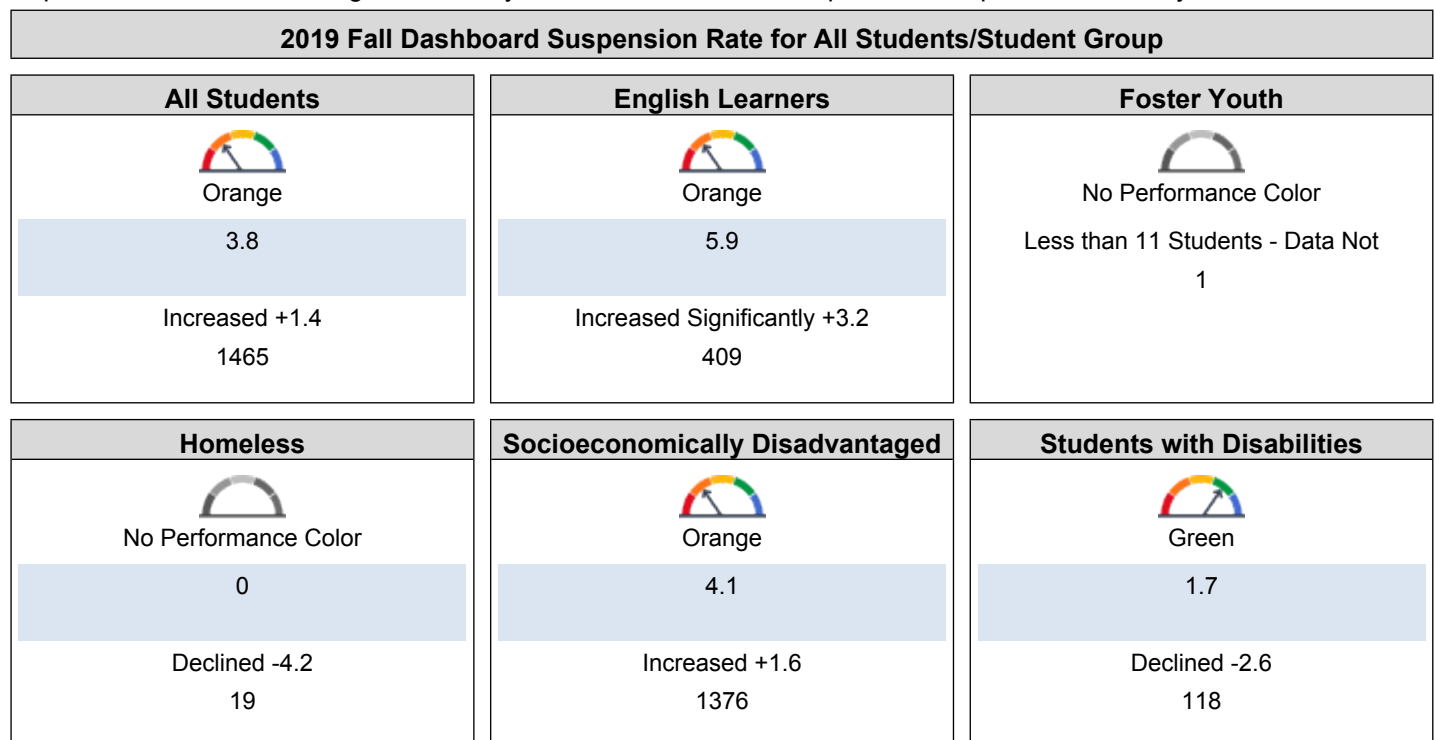 2019 Fall Dashboard Suspension Rate for All Students/Student Group
All Students
Orange
3.8
Increased +1.4
1465
English Learners
Orange
5.9
Increased Significantly +3.2
409
Foster Youth
No Performance Color
Less than 11 Students - Data Not
1
Homeless
No Performance Color
0
Declined -4.2
19
Socioeconomically Disadvantaged
Orange
4.1
Increased +1.6
1376
Students with Disabilities
Green
1.7
Declined -2.6
118